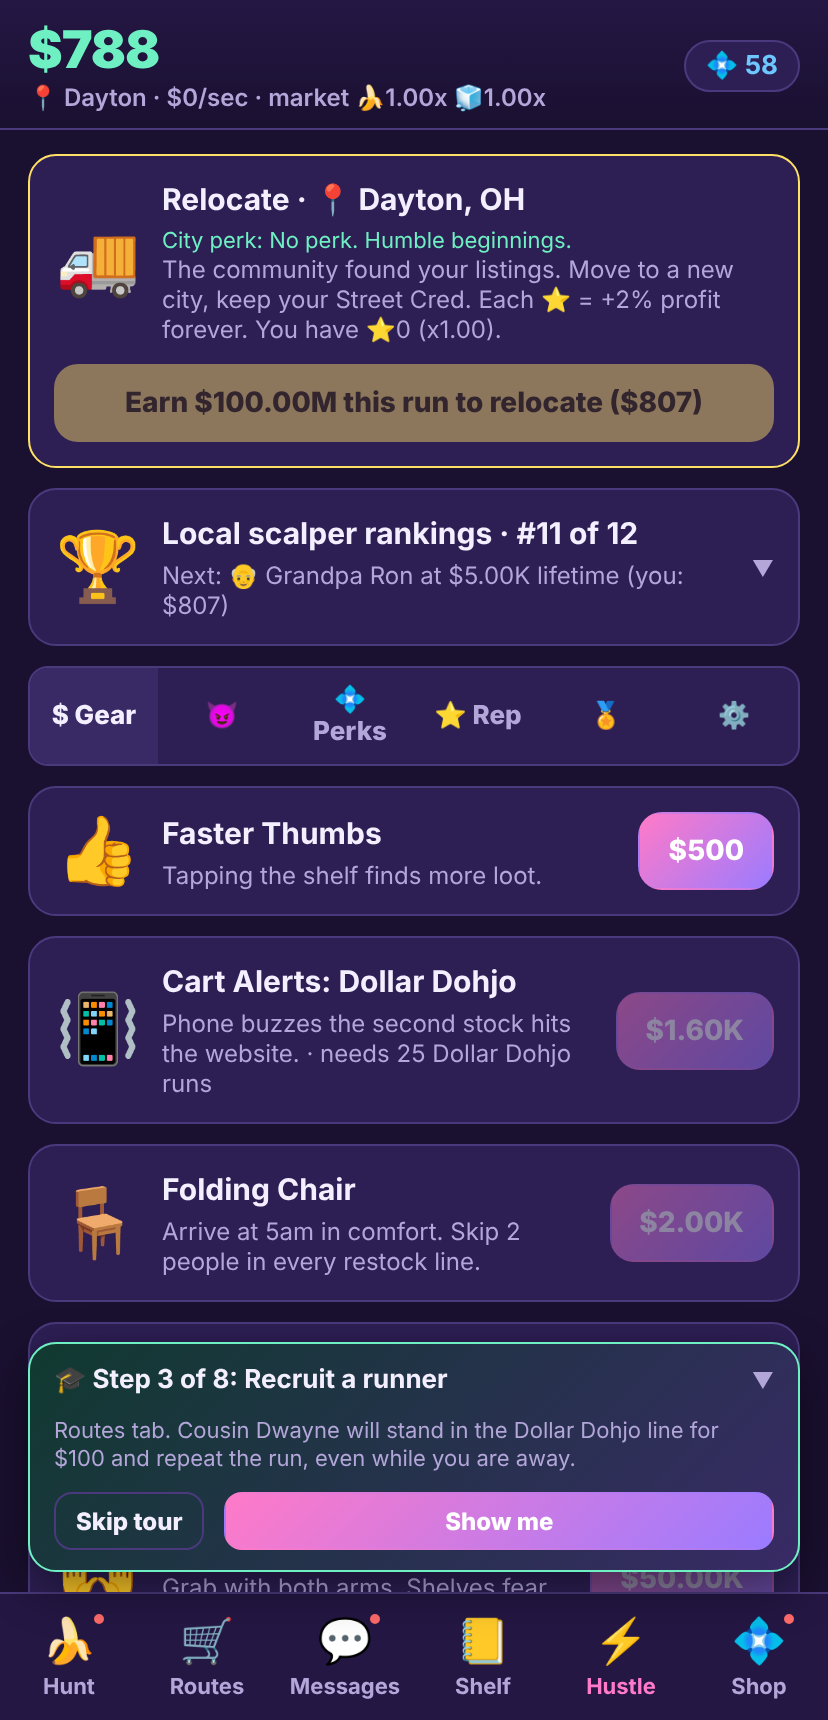 $788
📍 Dayton · $0/sec · market 🍌1.00x 🧊1.00x
💠 58
Relocate · 📍 Dayton, OH
City perk: No perk. Humble beginnings.
The community found your listings. Move to a new
city, keep your Street Cred. Each ⭐ = +2% profit
forever. You have ⭐0 (x1.00).
Earn $100.00M this run to relocate ($807)
Local scalper rankings · #11 of 12
Next: 👴 Grandpa Ron at $5.00K lifetime (you:
$807)
▼
$ Gear
💠
Perks
⭐ Rep
Faster Thumbs
Tapping the shelf finds more loot.
$500
Cart Alerts: Dollar Dohjo
Phone buzzes the second stock hits
the website. · needs 25 Dollar Dohjo
runs
$1.60K
Folding Chair
Arrive at 5am in comfort. Skip 2
people in every restock line.
$2.00K
🎓 Step 3 of 8: Recruit a runner
▼
Routes tab. Cousin Dwayne will stand in the Dollar Dohjo line for
$100 and repeat the run, even while you are away.
Skip tour
Show me
Grab with both arms. Shelves fear
$50.00K
Hunt
Routes
Messages
Shelf
Hustle
Shop